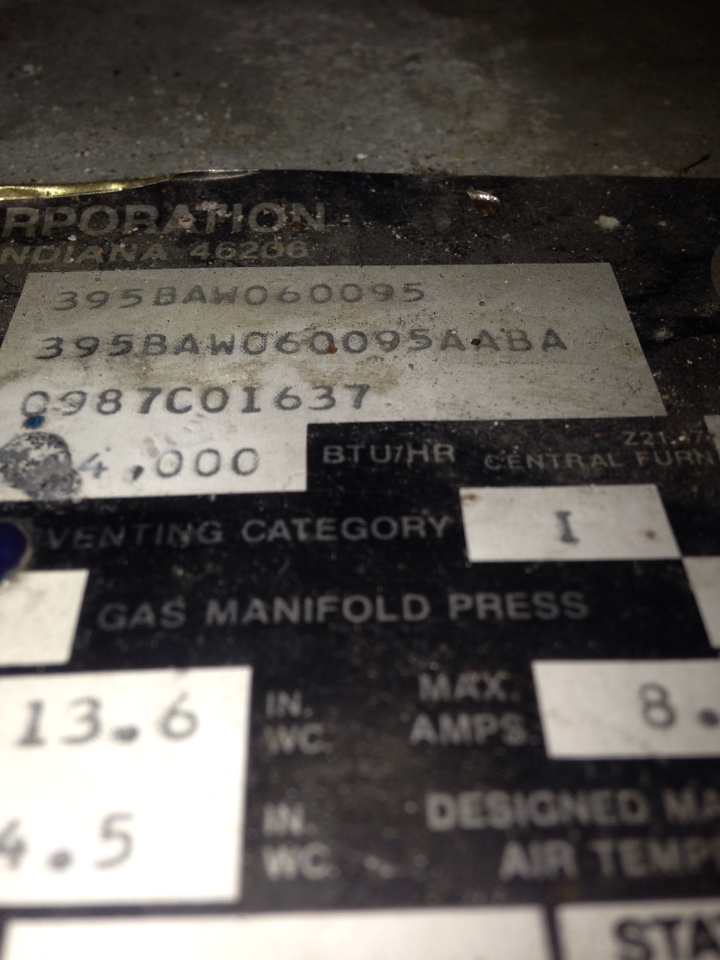 RPORATION
NDIANA 46206
395BAW060095
395BAW060095AABA
0987C01637
4,000 BTU/HR CENTRAL FURN
VENTING CATEGORY I
GAS MANIFOLD PRESS
13.6 IN. WC. MAX. AMPS. 8.
4.5 IN. WC. DESIGNED MA
AIR TEMP
STAT